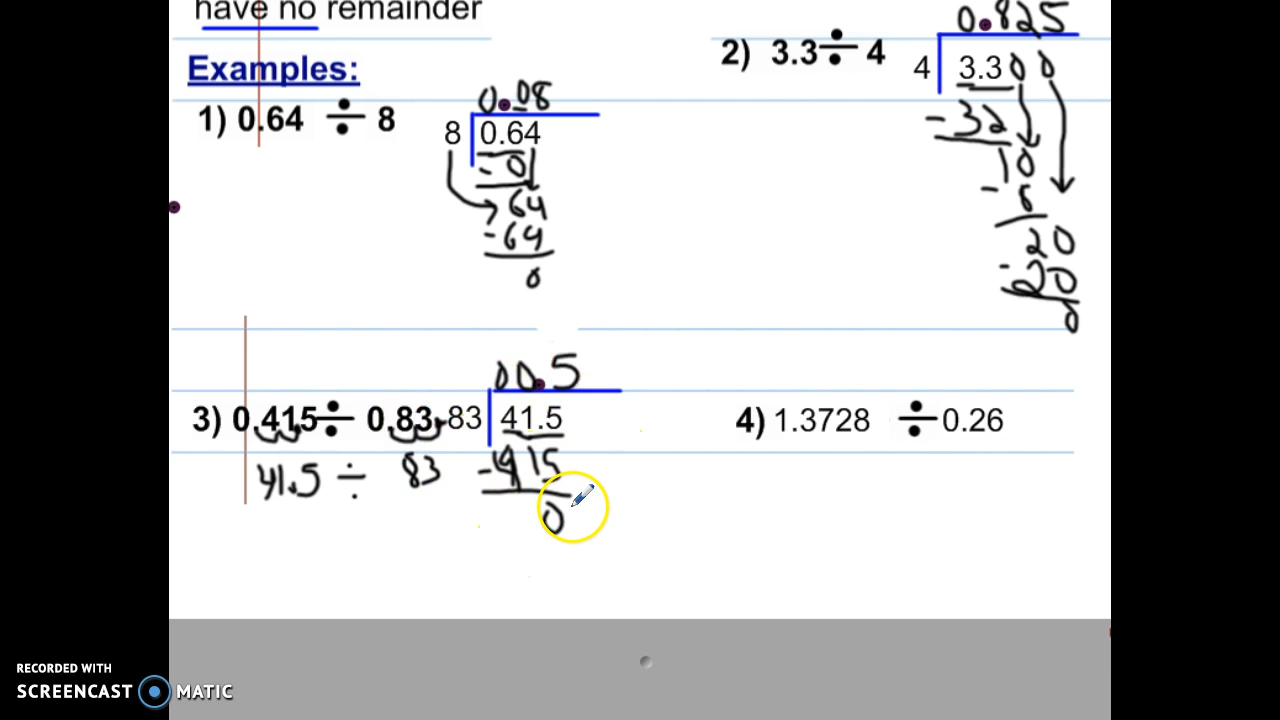 have no remainder
Examples:
1) 0.64 ÷ 8
0.08
8 0.64
- 0
64
- 64
0
2) 3.3 ÷ 4
0.825
4 3.300
- 32
10
- 8
20
- 20
0
3) 0.415 ÷ 0.83
41.5 ÷ 83
00.5
83 41.5
- 415
0
4) 1.3728 ÷ 0.26
RECORDED WITH
SCREENCAST MATIC